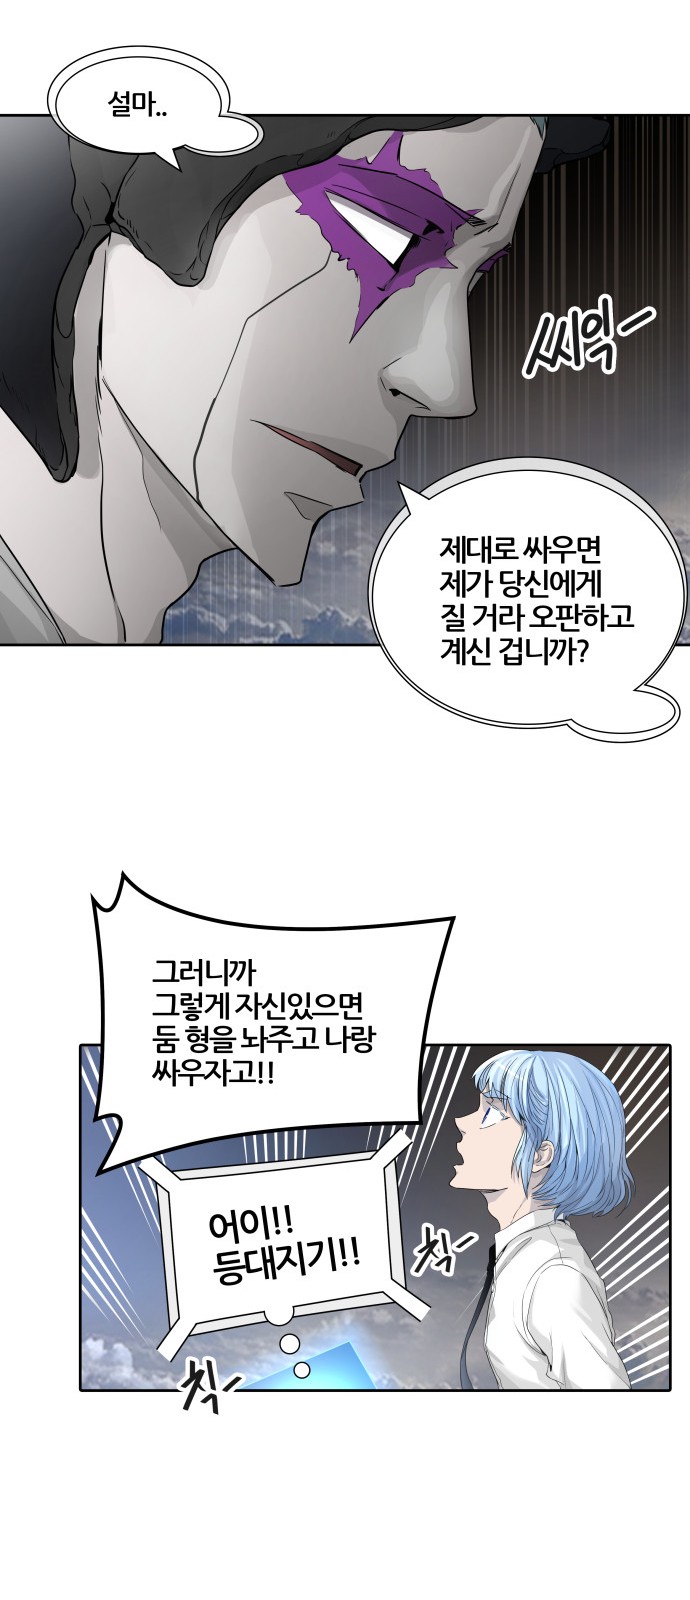 설마..
씨익-
제대로 싸우면
제가 당신에게
질 거라 오판하고
계신 겁니까?
그러니까
그렇게 자신있으면
둠 형을 놔주고 나랑
싸우자고!!
어이!!
등대지기!!
칙-
칙-